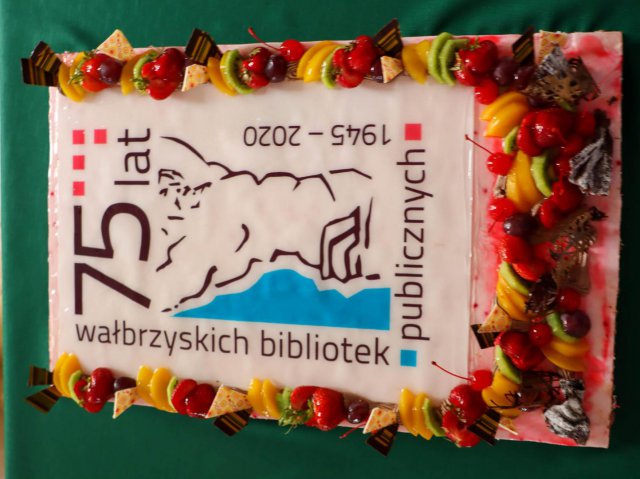 75 lat
wałbrzyskich bibliotek
publicznych
1945 – 2020